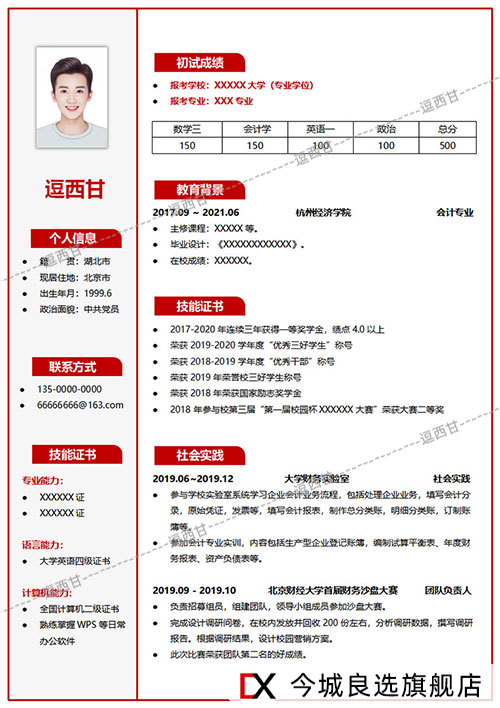 逗西甘
个人信息
● 籍 贯：湖北市
● 现居住地：北京市
● 出生年月：1999.6
● 政治面貌：中共党员
联系方式
● 135-0000-0000
● 66666666@163.com
技能证书
专业能力：
● XXXXXX 证
● XXXXXX 证
语言能力：
● 大学英语四级证书
计算机能力：
● 全国计算机二级证书
● 熟练掌握 WPS 等日常
办公软件
初试成绩
● 报考学校：XXXXX 大学（专业学位）
● 报考专业：XXX 专业
数学三 会计学 英语一 政治 总分
150 150 100 100 500
教育背景
2017.09 ~ 2021.06 杭州经济学院 会计专业
● 主修课程：XXXXX 等。
● 毕业设计：《XXXXXXXXXXXX》。
● 在校成绩：XXXXXX。
技能证书
● 2017-2020 年连续三年获得一等奖学金，绩点 4.0 以上
● 荣获 2019-2020 学年度“优秀三好学生”称号
● 荣获 2018-2019 学年度“优秀干部”称号
● 荣获 2019 年荣誉校三好学生称号
● 荣获 2018 年荣获国家励志奖学金
● 2018 年参与校第三届“第一届校园杯 XXXXXX 大赛”荣获大赛二等奖
社会实践
2019.06~2019.12 大学财务实验室 社会实践
● 参与学校实验室系统学习企业会计业务流程，包括处理企业业务，填写会计分
录，原始凭证，发票等，填写会计报表，制作总分类账，明细分类账，订制账
簿等。
● 参加会计专业实训，内容包括生产型企业登记账簿，编制试算平衡表、年度财
务报表、资产负债表等。
2019.09 - 2019.10 北京财经大学首届财务沙盘大赛 团队负责人
● 负责招募组员，组建团队，领导小组成员参加沙盘大赛。
● 完成设计调研问卷，在校内发放并回收 200 份左右，分析调研数据，撰写调研
报告。根据调研结果，设计校园营销方案。
● 此次比赛荣获团队第二名的好成绩。
逗西甘
逗西甘
逗西甘
逗西甘
逗西甘
逗西甘
DX 今城良选旗舰店